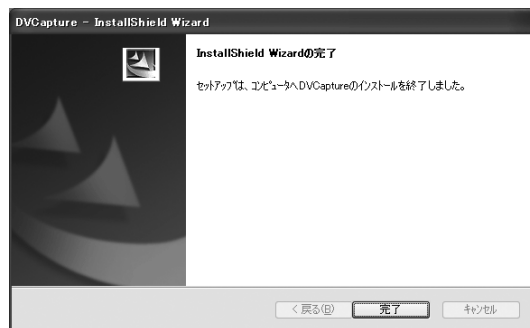 DVCapture - InstallShield Wizard
InstallShield Wizardの完了
セットアップは、コンピュータへDVCaptureのインストールを終了しました。
< 戻る(B)
完了
キャンセル